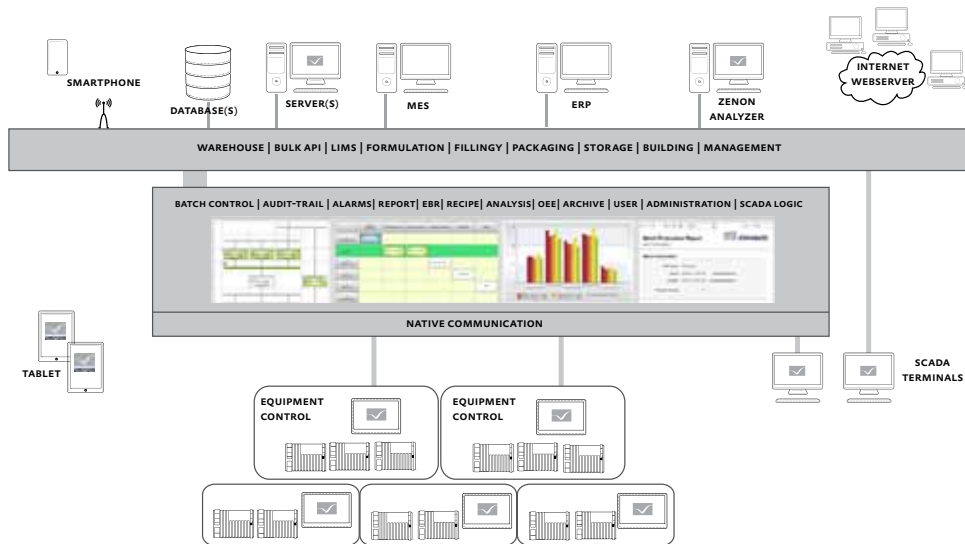 INTERNET
WEBSERVER
SMARTPHONE
DATABASE(S)
SERVER(S)
MES
ERP
ZENON
ANALYZER
WAREHOUSE | BULK API | LIMS | FORMULATION | FILLINGY | PACKAGING | STORAGE | BUILDING | MANAGEMENT
BATCH CONTROL | AUDIT-TRAIL | ALARMS| REPORT| EBR| RECIPE| ANALYSIS| OEE| ARCHIVE | USER | ADMINISTRATION | SCADA LOGIC
NATIVE COMMUNICATION
TABLET
SCADA
TERMINALS
EQUIPMENT
CONTROL
EQUIPMENT
CONTROL